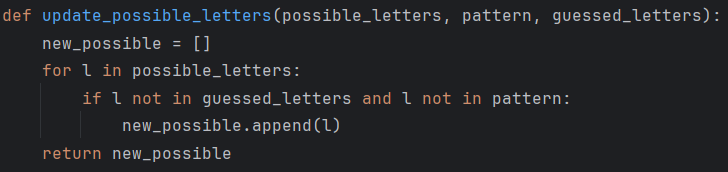 def update_possible_letters(possible_letters, pattern, guessed_letters):
    new_possible = []
    for l in possible_letters:
        if l not in guessed_letters and l not in pattern:
            new_possible.append(l)
    return new_possible